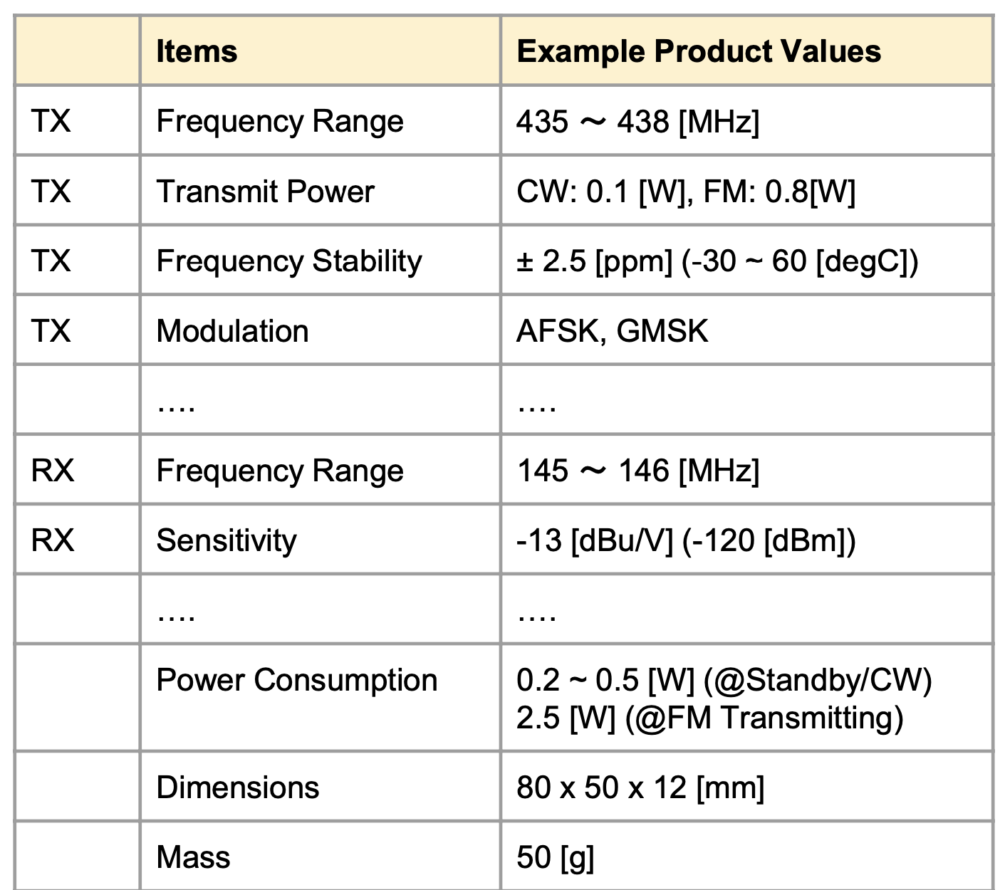 Items Example Product Values
TX Frequency Range 435 ～ 438 [MHz]
TX Transmit Power CW: 0.1 [W], FM: 0.8[W]
TX Frequency Stability ± 2.5 [ppm] (-30 ~ 60 [degC])
TX Modulation AFSK, GMSK
…. ….
RX Frequency Range 145 ～ 146 [MHz]
RX Sensitivity -13 [dBu/V] (-120 [dBm])
…. ….
Power Consumption 0.2 ~ 0.5 [W] (@Standby/CW)
2.5 [W] (@FM Transmitting)
Dimensions 80 x 50 x 12 [mm]
Mass 50 [g]